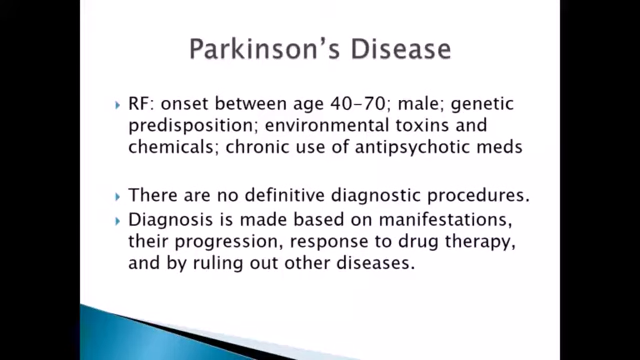 Parkinson's Disease
RF: onset between age 40-70; male; genetic
predisposition; environmental toxins and
chemicals; chronic use of antipsychotic meds
There are no definitive diagnostic procedures.
Diagnosis is made based on manifestations,
their progression, response to drug therapy,
and by ruling out other diseases.